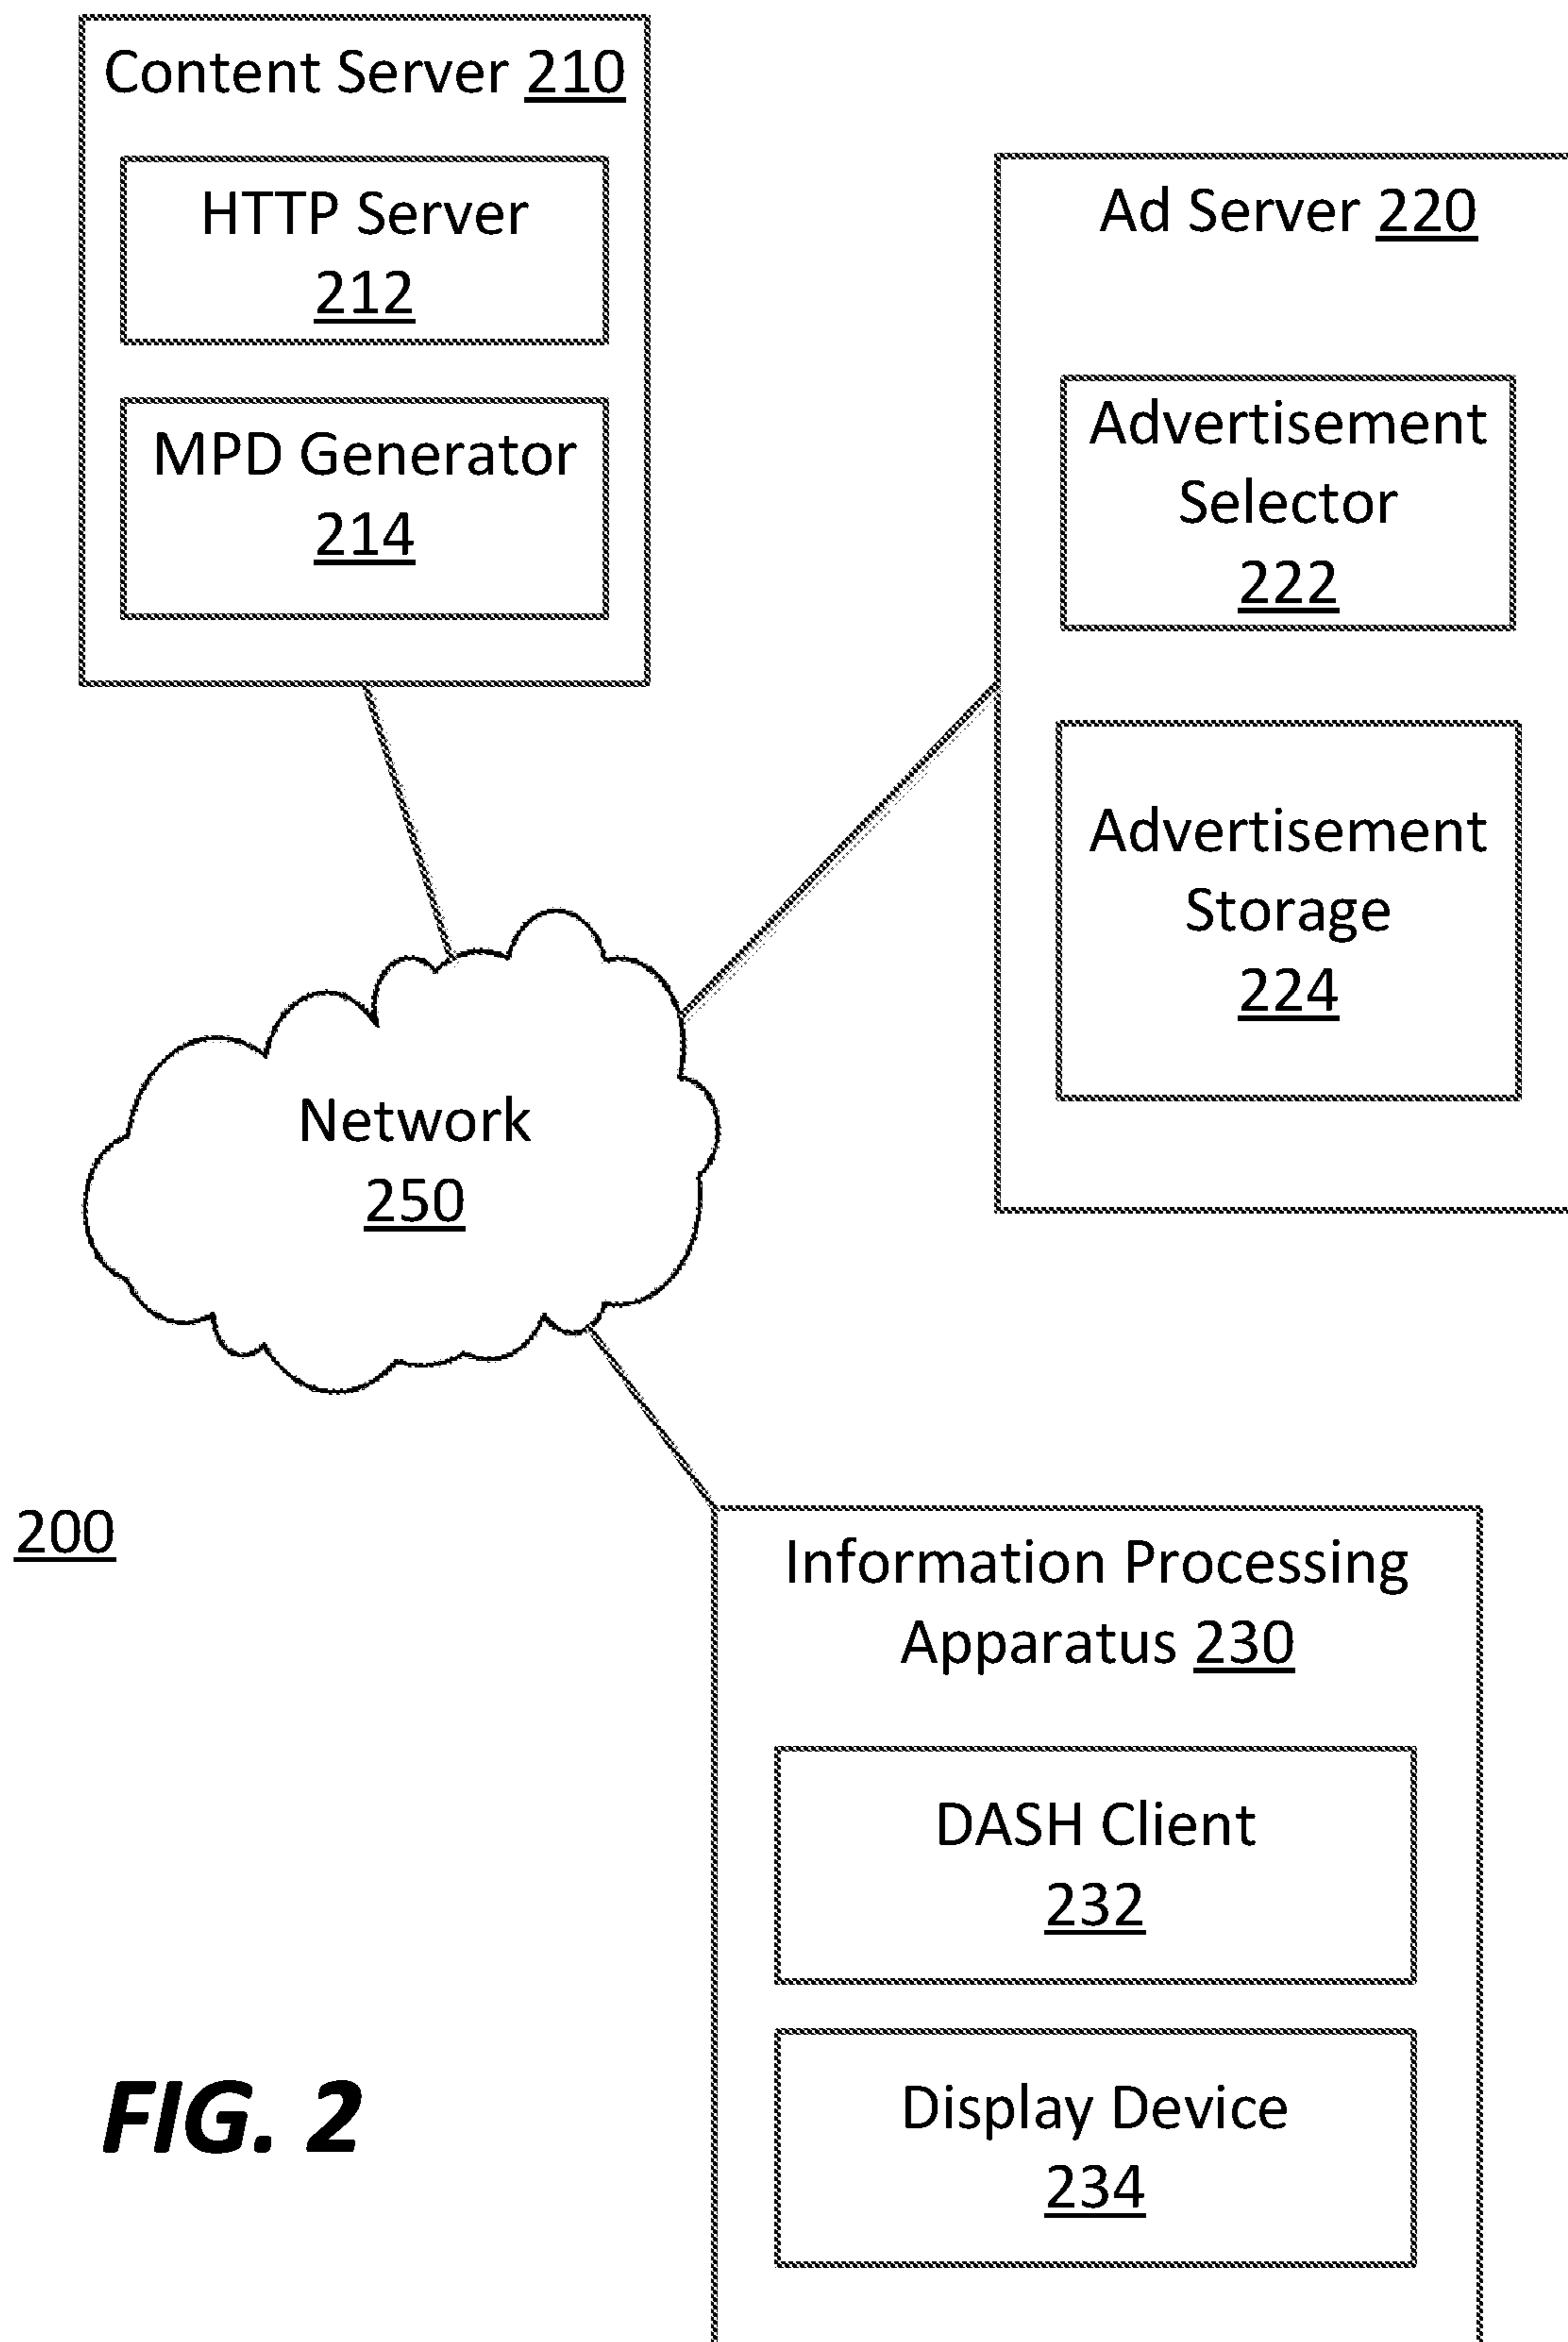 Content Server 210
HTTP Server
212
MPD Generator
214
Ad Server 220
Advertisement
Selector
222
Advertisement
Storage
224
Network
250
200
Information Processing
Apparatus 230
DASH Client
232
Display Device
234
FIG. 2